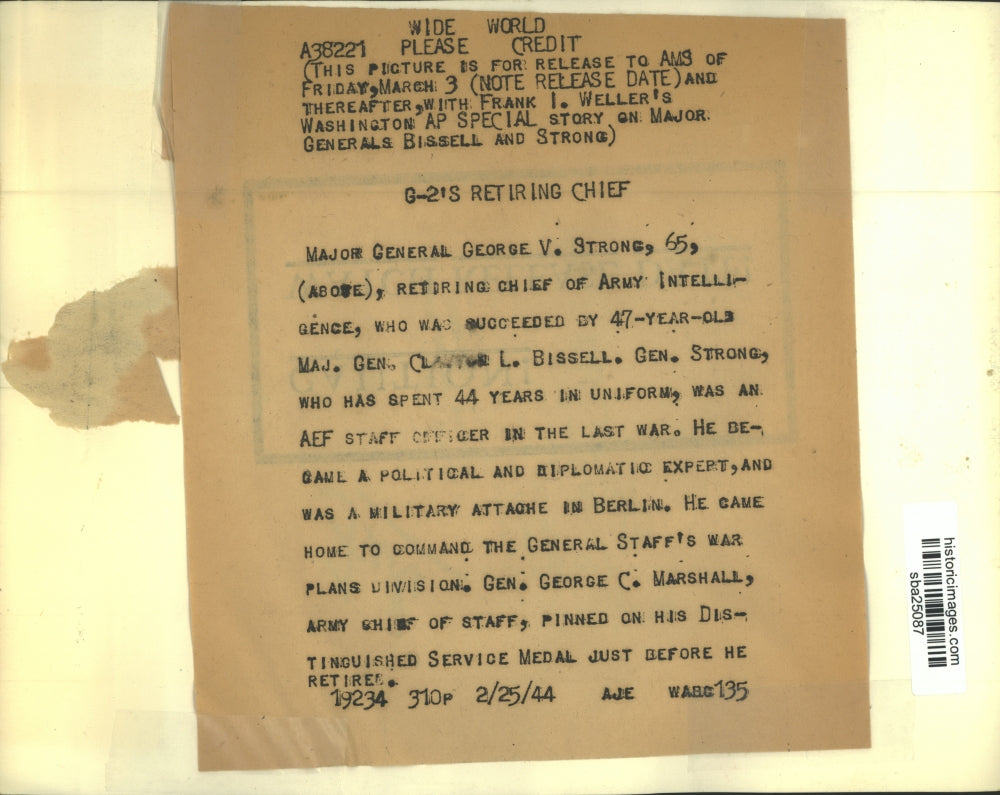 WIDE WORLD
A38221 PLEASE CREDIT
(THIS PICTURE IS FOR RELEASE TO AMS OF
FRIDAY, MARCH 3 (NOTE RELEASE DATE) AND
THEREAFTER, WITH FRANK I. WELLER'S
WASHINGTON AP SPECIAL STORY ON MAJOR
GENERALS BISSELL AND STRONG)
G-2'S RETIRING CHIEF
MAJOR GENERAL GEORGE V. STRONG, 65,
(ABOVE), RETIRING CHIEF OF ARMY INTELLI-
GENCE, WHO WAS SUCCEEDED BY 47-YEAR-OLD
MAJ. GEN. CLAYTON L. BISSELL. GEN. STRONG,
WHO HAS SPENT 44 YEARS IN UNIFORM, WAS AN
AEF STAFF OFFICER IN THE LAST WAR. HE BE-
CAME A POLITICAL AND DIPLOMATIC EXPERT, AND
WAS A MILITARY ATTACHE IN BERLIN. HE CAME
HOME TO COMMAND THE GENERAL STAFF'S WAR
PLANS DIVISION. GEN. GEORGE C. MARSHALL,
ARMY CHIEF OF STAFF, PINNED ON HIS DIS-
TINGUISHED SERVICE MEDAL JUST BEFORE HE
RETIRED.
19234 310P 2/25/44 AJE WABG135
historicimages.com
sba25087